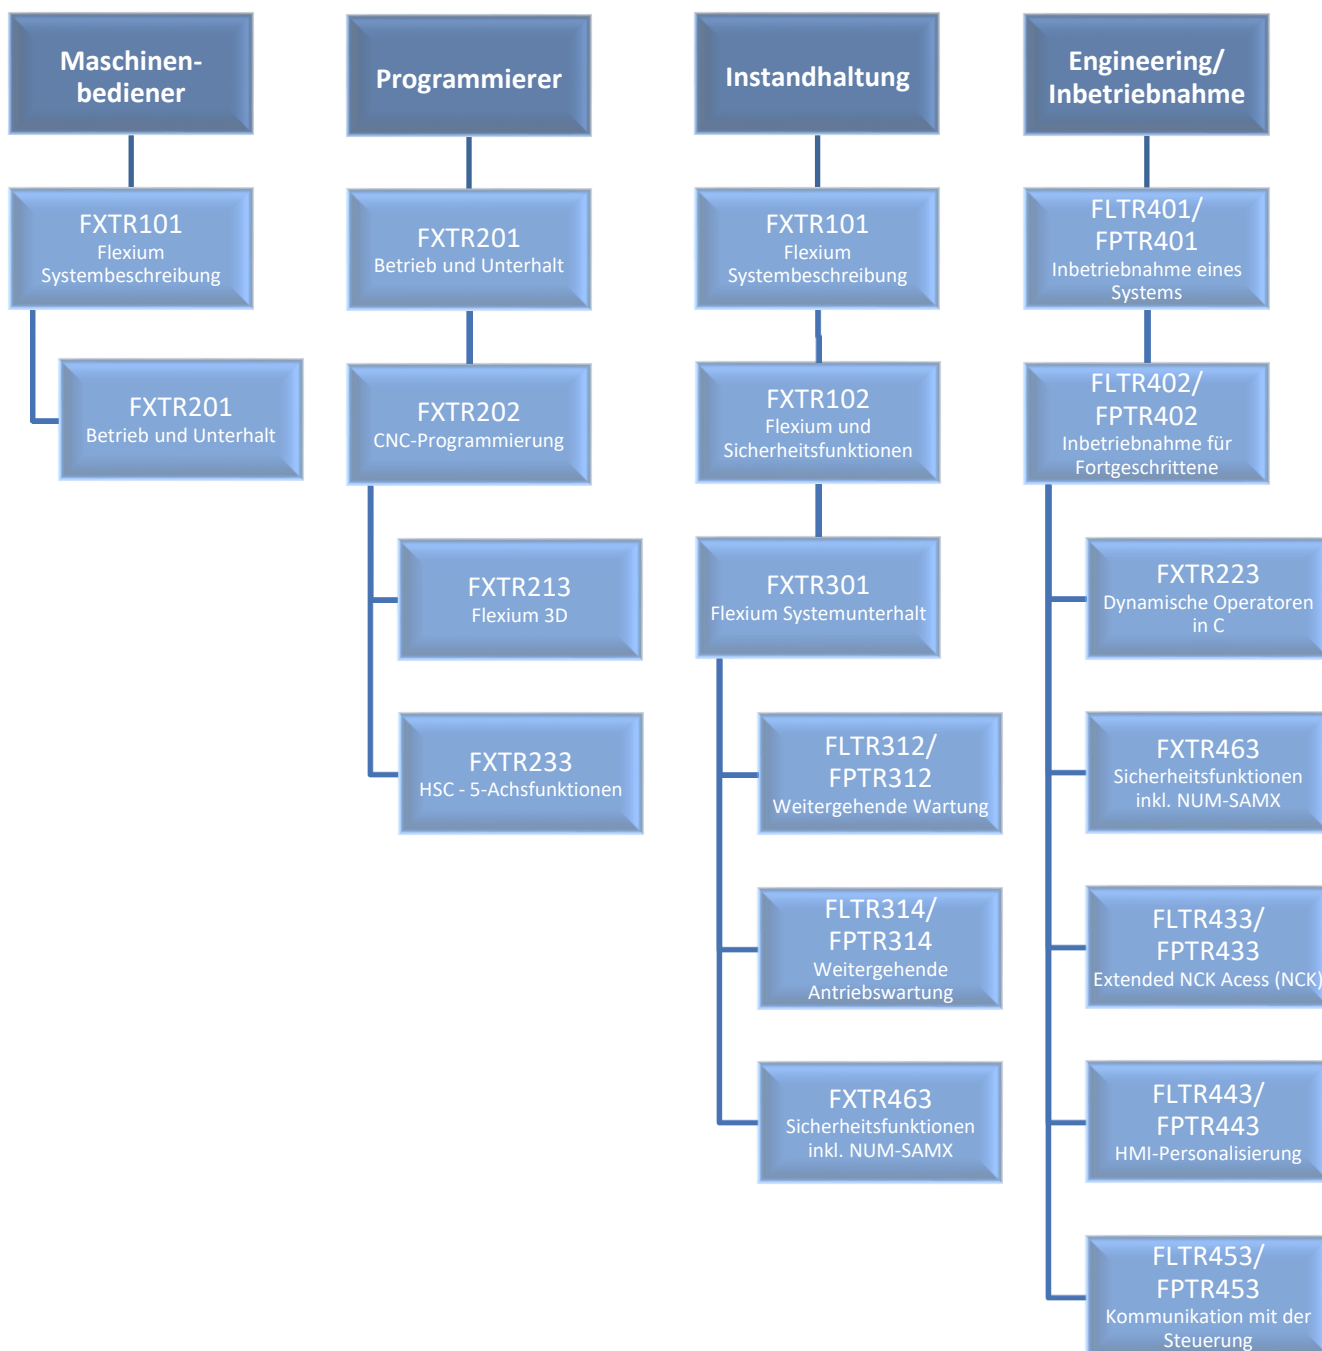 Maschinen-
bediener
FXTR101
Flexium
Systembeschreibung
FXTR201
Betrieb und Unterhalt
Programmierer
FXTR201
Betrieb und Unterhalt
FXTR202
CNC-Programmierung
FXTR213
Flexium 3D
FXTR233
HSC - 5-Achsfunktionen
Instandhaltung
FXTR101
Flexium
Systembeschreibung
FXTR102
Flexium und
Sicherheitsfunktionen
FXTR301
Flexium Systemunterhalt
FLTR312/
FPTR312
Weitergehende Wartung
FLTR314/
FPTR314
Weitergehende
Antriebswartung
FXTR463
Sicherheitsfunktionen
inkl. NUM-SAMX
Engineering/
Inbetriebnahme
FLTR401/
FPTR401
Inbetriebnahme eines
Systems
FLTR402/
FPTR402
Inbetriebnahme für
Fortgeschrittene
FXTR223
Dynamische Operatoren
in C
FXTR463
Sicherheitsfunktionen
inkl. NUM-SAMX
FLTR433/
FPTR433
Extended NCK Acess (NCK)
FLTR443/
FPTR443
HMI-Personalisierung
FLTR453/
FPTR453
Kommunikation mit der
Steuerung